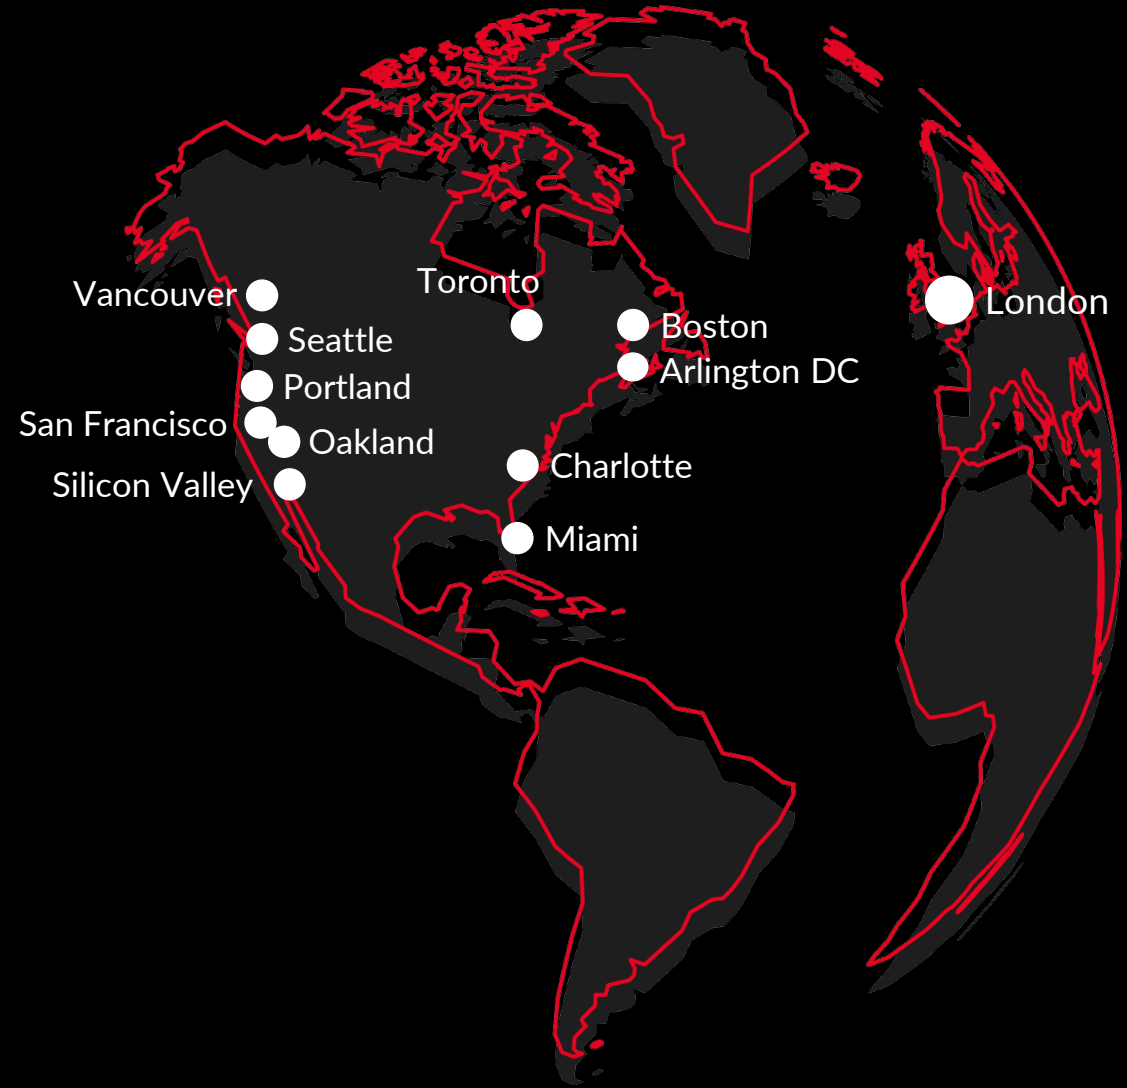 Toronto
Vancouver
London
Boston
Seattle
Arlington DC
Portland
San Francisco
Oakland
Charlotte
Silicon Valley
Miami